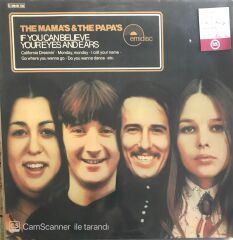 THE MAMA'S & THE PAPA'S
IF YOU CAN BELIEVE
YOUR EYES AND EARS
emidisc
California Dreamin' · Monday, monday · I call your name ·
Go where you wanna go · Do you wanna dance · etc.
CamScanner ile tarandı